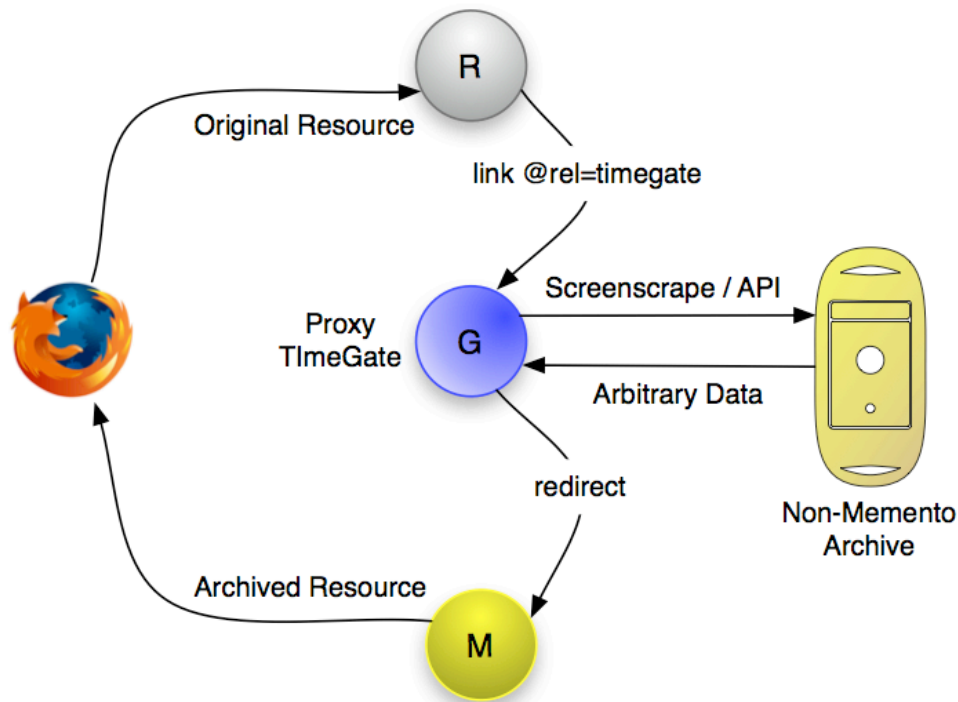 R
Original Resource
link @rel=timegate
Screenscrape / API
Proxy
TImeGate
G
Arbitrary Data
redirect
Non-Memento
Archive
Archived Resource
M